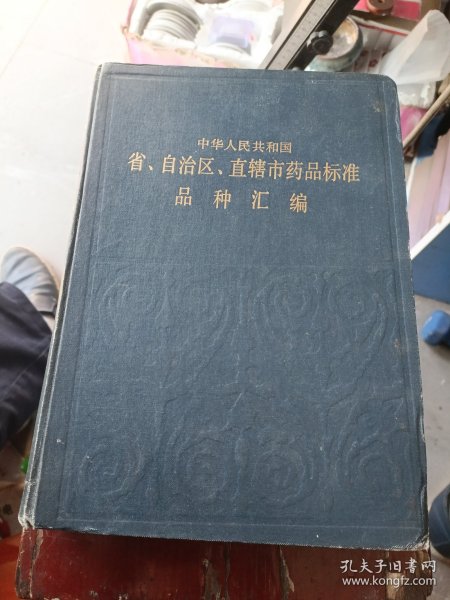 中华人民共和国
省、自治区、直辖市药品标准
品种汇编
孔夫子旧书网
www.kongfz.com